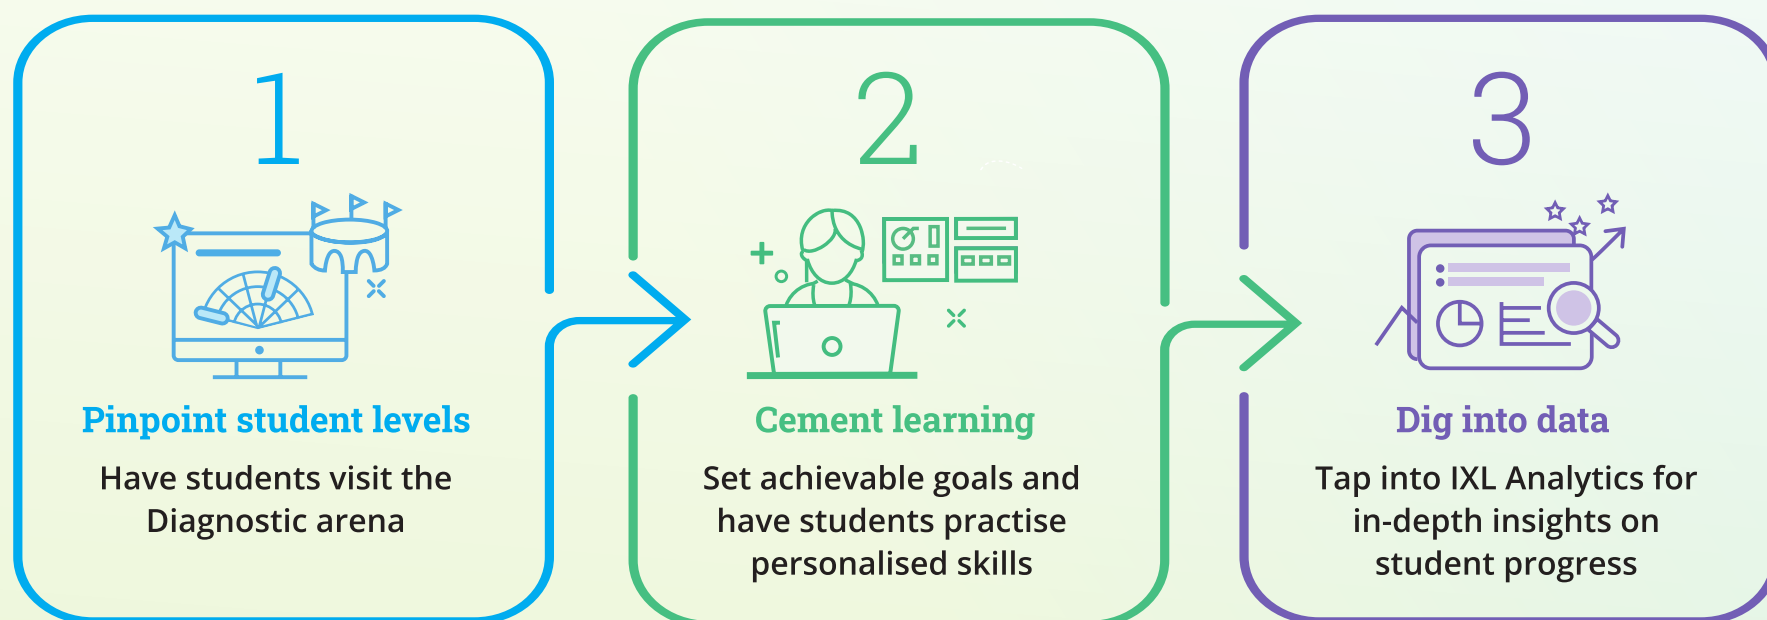 1
Pinpoint student levels
Have students visit the
Diagnostic arena
2
Cement learning
Set achievable goals and
have students practise
personalised skills
3
Dig into data
Tap into IXL Analytics for
in-depth insights on
student progress